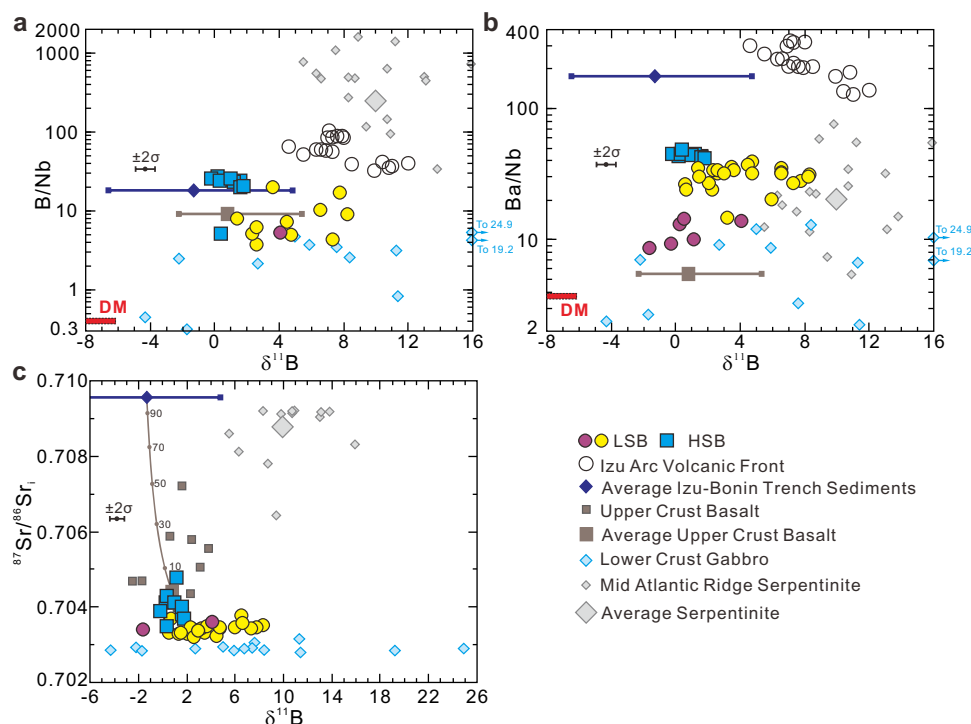 a
B/Nb
2000
1000
100
10
1
0.3
±2σ
DM
To 24.9
To 19.2
-8 -4 0 4 8 12 16
δ¹¹B
b
Ba/Nb
400
100
10
2
±2σ
DM
To 24.9
To 19.2
-8 -4 0 4 8 12 16
δ¹¹B
c
⁸⁷Sr/⁸⁶Srᵢ
0.710
0.708
0.706
0.704
0.702
±2σ
90
70
50
30
10
-6 -2 2 6 10 14 18 22 26
δ¹¹B
LSB HSB
Izu Arc Volcanic Front
Average Izu-Bonin Trench Sediments
Upper Crust Basalt
Average Upper Crust Basalt
Lower Crust Gabbro
Mid Atlantic Ridge Serpentinite
Average Serpentinite